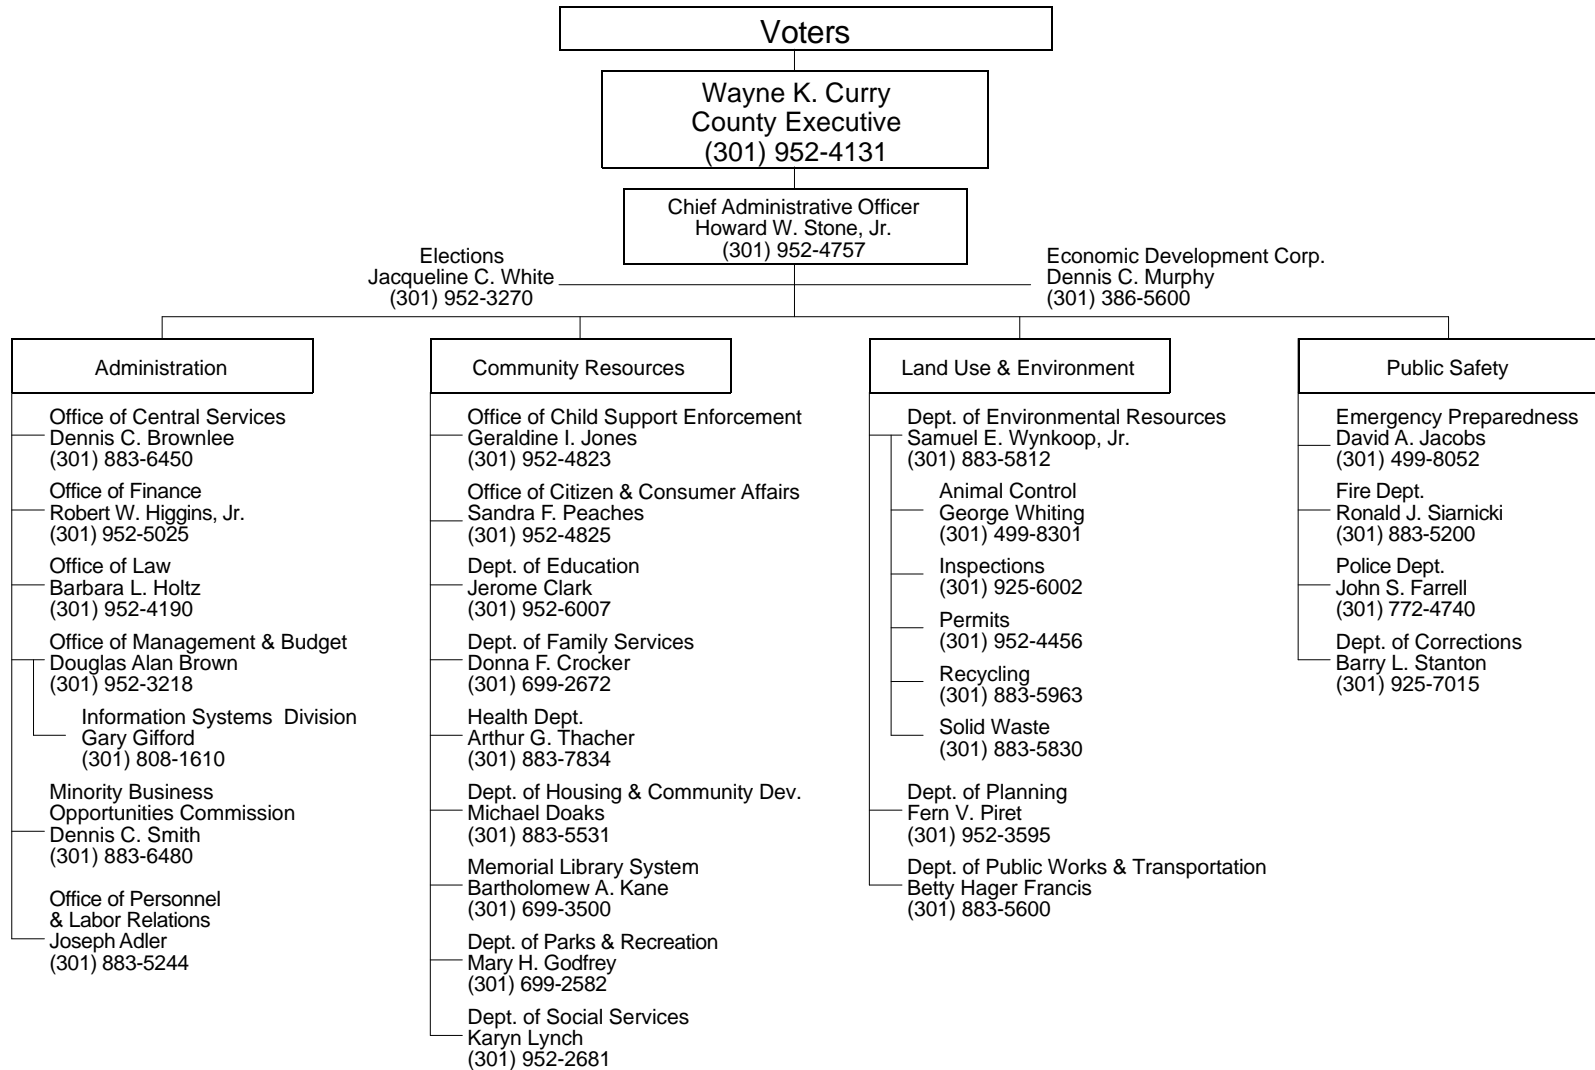 Voters
Wayne K. Curry
County Executive
(301) 952-4131
Chief Administrative Officer
Howard W. Stone, Jr.
(301) 952-4757
Elections
Jacqueline C. White
(301) 952-3270
Economic Development Corp.
Dennis C. Murphy
(301) 386-5600
Administration
Office of Central Services
Dennis C. Brownlee
(301) 883-6450
Office of Finance
Robert W. Higgins, Jr.
(301) 952-5025
Office of Law
Barbara L. Holtz
(301) 952-4190
Office of Management & Budget
Douglas Alan Brown
(301) 952-3218
Information Systems Division
Gary Gifford
(301) 808-1610
Minority Business
Opportunities Commission
Dennis C. Smith
(301) 883-6480
Office of Personnel
& Labor Relations
Joseph Adler
(301) 883-5244
Community Resources
Office of Child Support Enforcement
Geraldine I. Jones
(301) 952-4823
Office of Citizen & Consumer Affairs
Sandra F. Peaches
(301) 952-4825
Dept. of Education
Jerome Clark
(301) 952-6007
Dept. of Family Services
Donna F. Crocker
(301) 699-2672
Health Dept.
Arthur G. Thacher
(301) 883-7834
Dept. of Housing & Community Dev.
Michael Doaks
(301) 883-5531
Memorial Library System
Bartholomew A. Kane
(301) 699-3500
Dept. of Parks & Recreation
Mary H. Godfrey
(301) 699-2582
Dept. of Social Services
Karyn Lynch
(301) 952-2681
Land Use & Environment
Dept. of Environmental Resources
Samuel E. Wynkoop, Jr.
(301) 883-5812
Animal Control
George Whiting
(301) 499-8301
Inspections
(301) 925-6002
Permits
(301) 952-4456
Recycling
(301) 883-5963
Solid Waste
(301) 883-5830
Dept. of Planning
Fern V. Piret
(301) 952-3595
Dept. of Public Works & Transportation
Betty Hager Francis
(301) 883-5600
Public Safety
Emergency Preparedness
David A. Jacobs
(301) 499-8052
Fire Dept.
Ronald J. Siarnicki
(301) 883-5200
Police Dept.
John S. Farrell
(301) 772-4740
Dept. of Corrections
Barry L. Stanton
(301) 925-7015